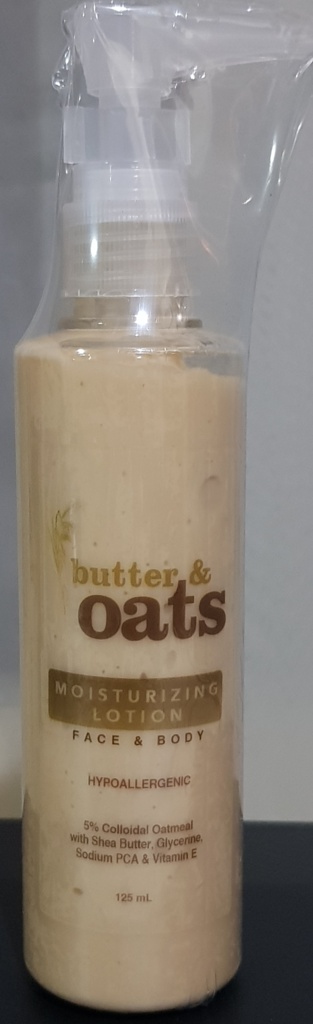 butter &
oats
MOISTURIZING
LOTION
FACE & BODY
HYPOALLERGENIC
5% Colloidal Oatmeal
with Shea Butter, Glycerine,
Sodium PCA & Vitamin E
125 mL